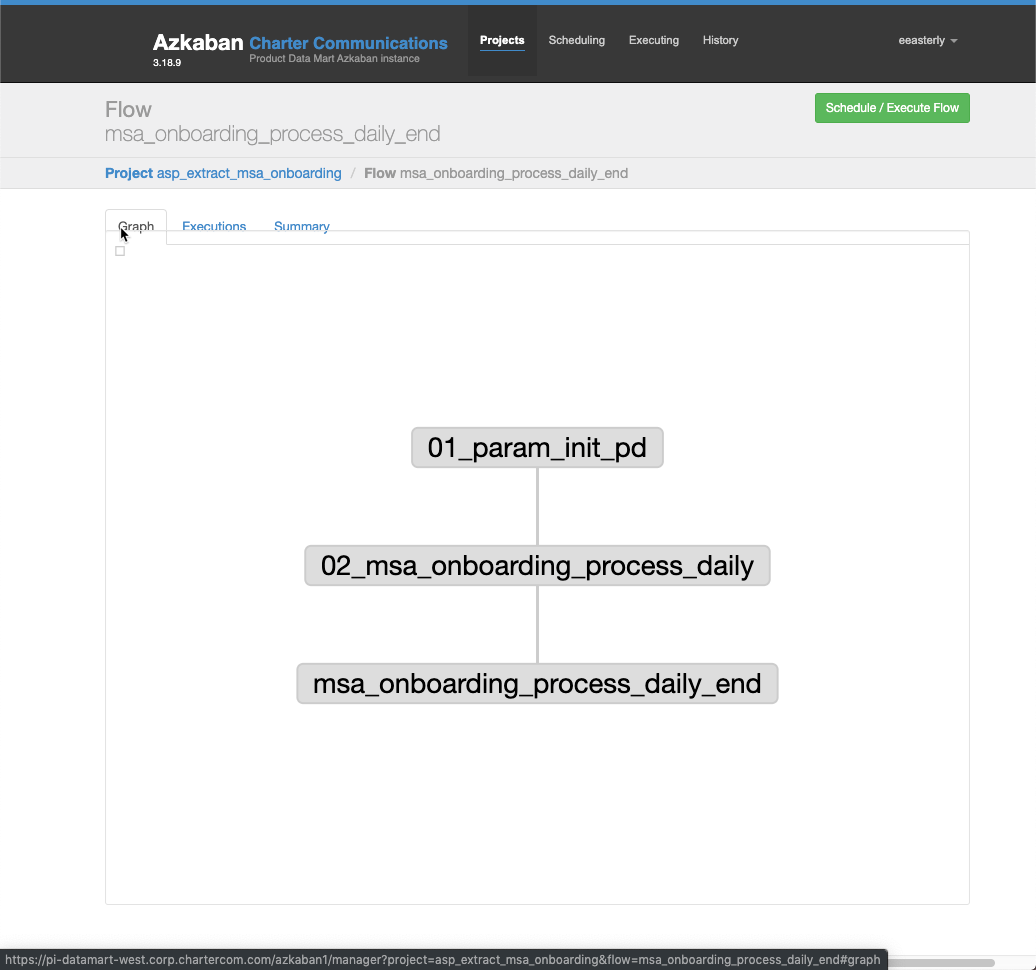 Azkaban Charter Communications
3.18.9 Product Data Mart Azkaban instance
Projects Scheduling Executing History eeasterly
Flow
msa_onboarding_process_daily_end
Schedule / Execute Flow
Project asp_extract_msa_onboarding / Flow msa_onboarding_process_daily_end
Graph Executions Summary
01_param_init_pd
02_msa_onboarding_process_daily
msa_onboarding_process_daily_end
https://pi-datamart-west.corp.chartercom.com/azkaban1/manager?project=asp_extract_msa_onboarding&flow=msa_onboarding_process_daily_end#graph